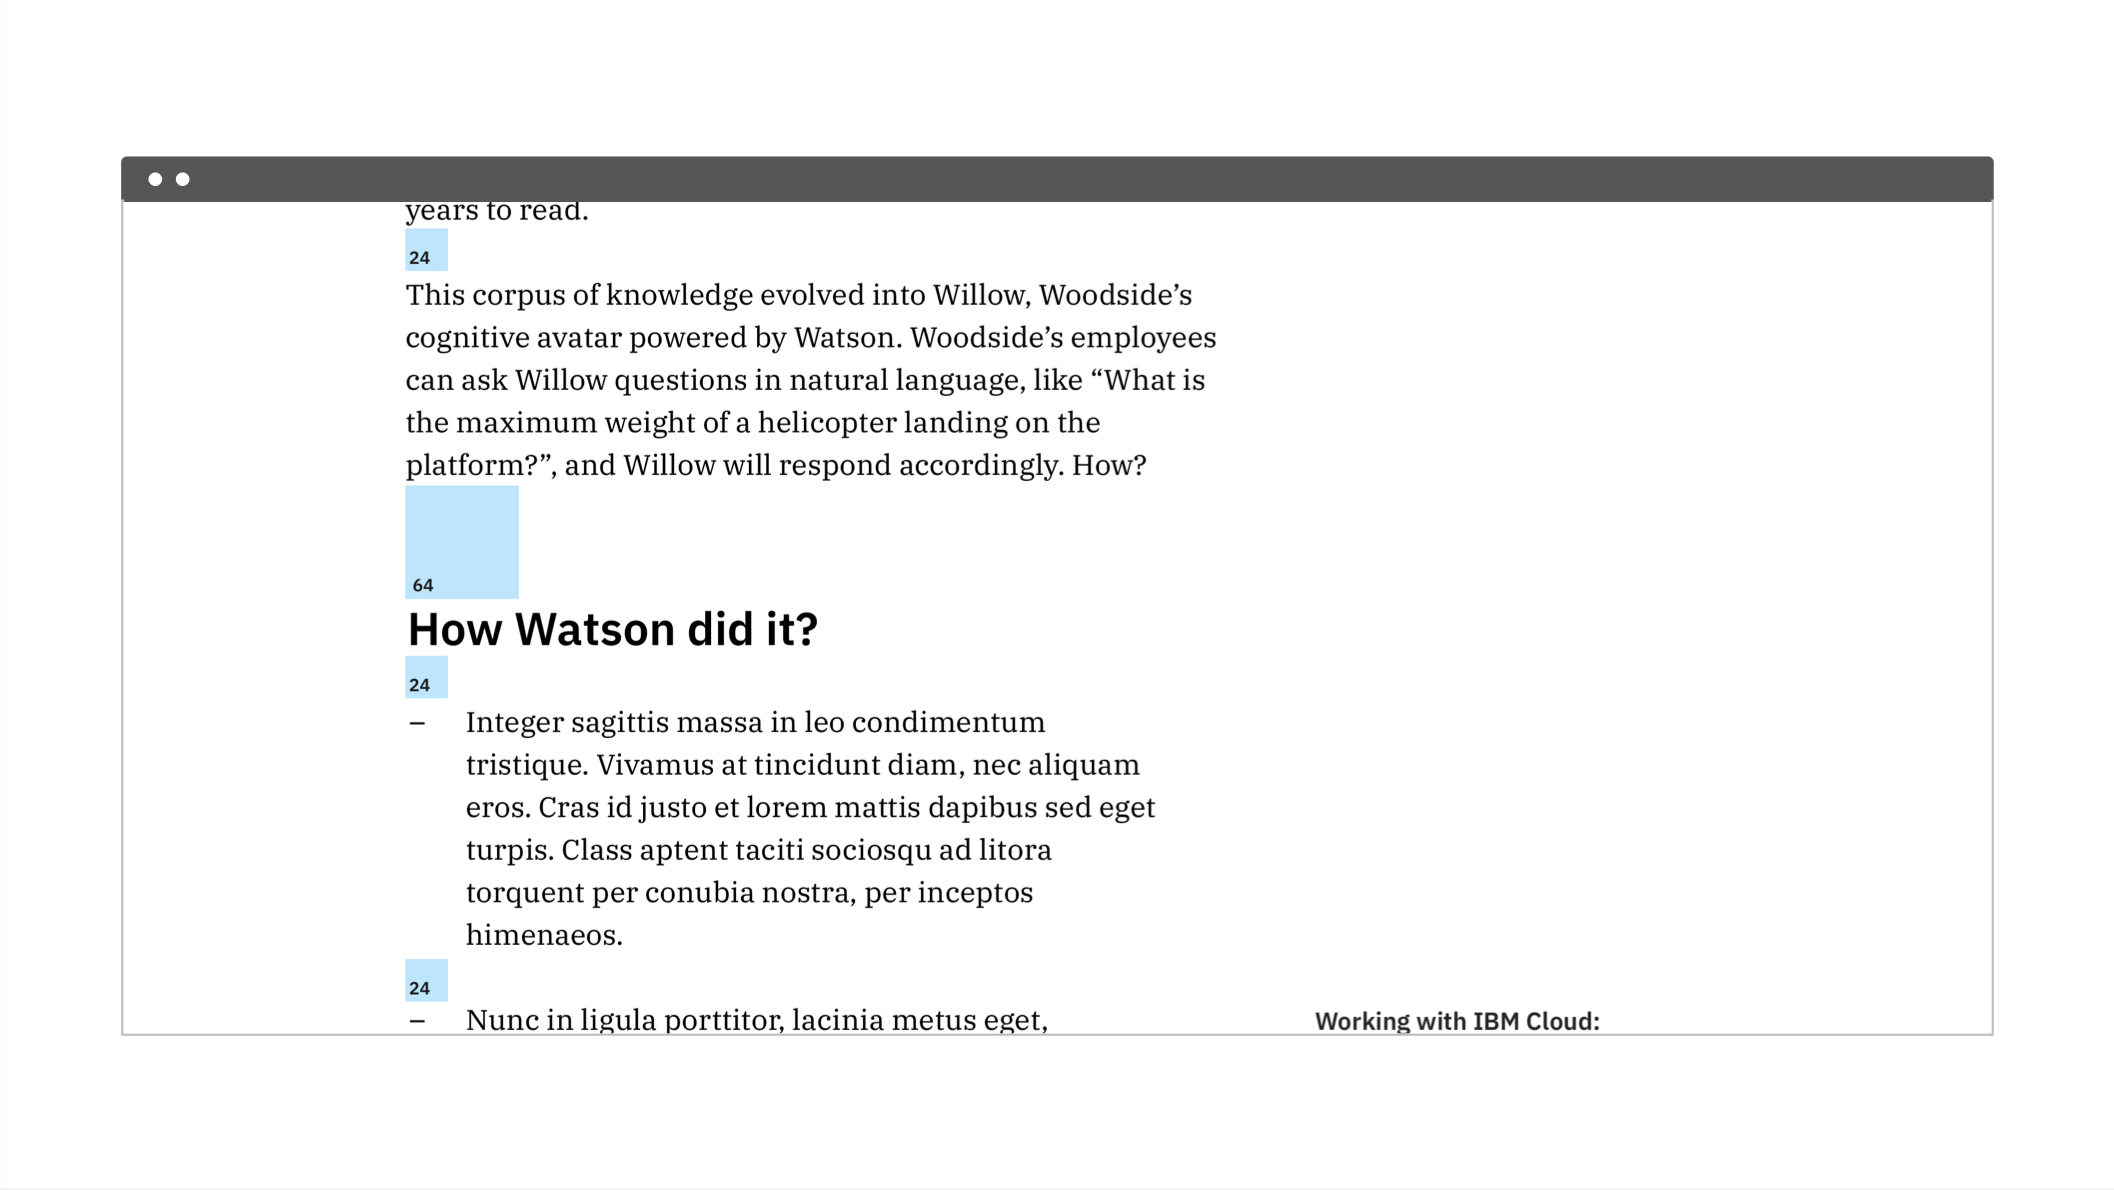 years to read.
24
This corpus of knowledge evolved into Willow, Woodside’s
cognitive avatar powered by Watson. Woodside’s employees
can ask Willow questions in natural language, like “What is
the maximum weight of a helicopter landing on the
platform?”, and Willow will respond accordingly. How?
64
How Watson did it?
24
– Integer sagittis massa in leo condimentum
tristique. Vivamus at tincidunt diam, nec aliquam
eros. Cras id justo et lorem mattis dapibus sed eget
turpis. Class aptent taciti sociosqu ad litora
torquent per conubia nostra, per inceptos
himenaeos.
24
– Nunc in ligula porttitor, lacinia metus eget,
Working with IBM Cloud: